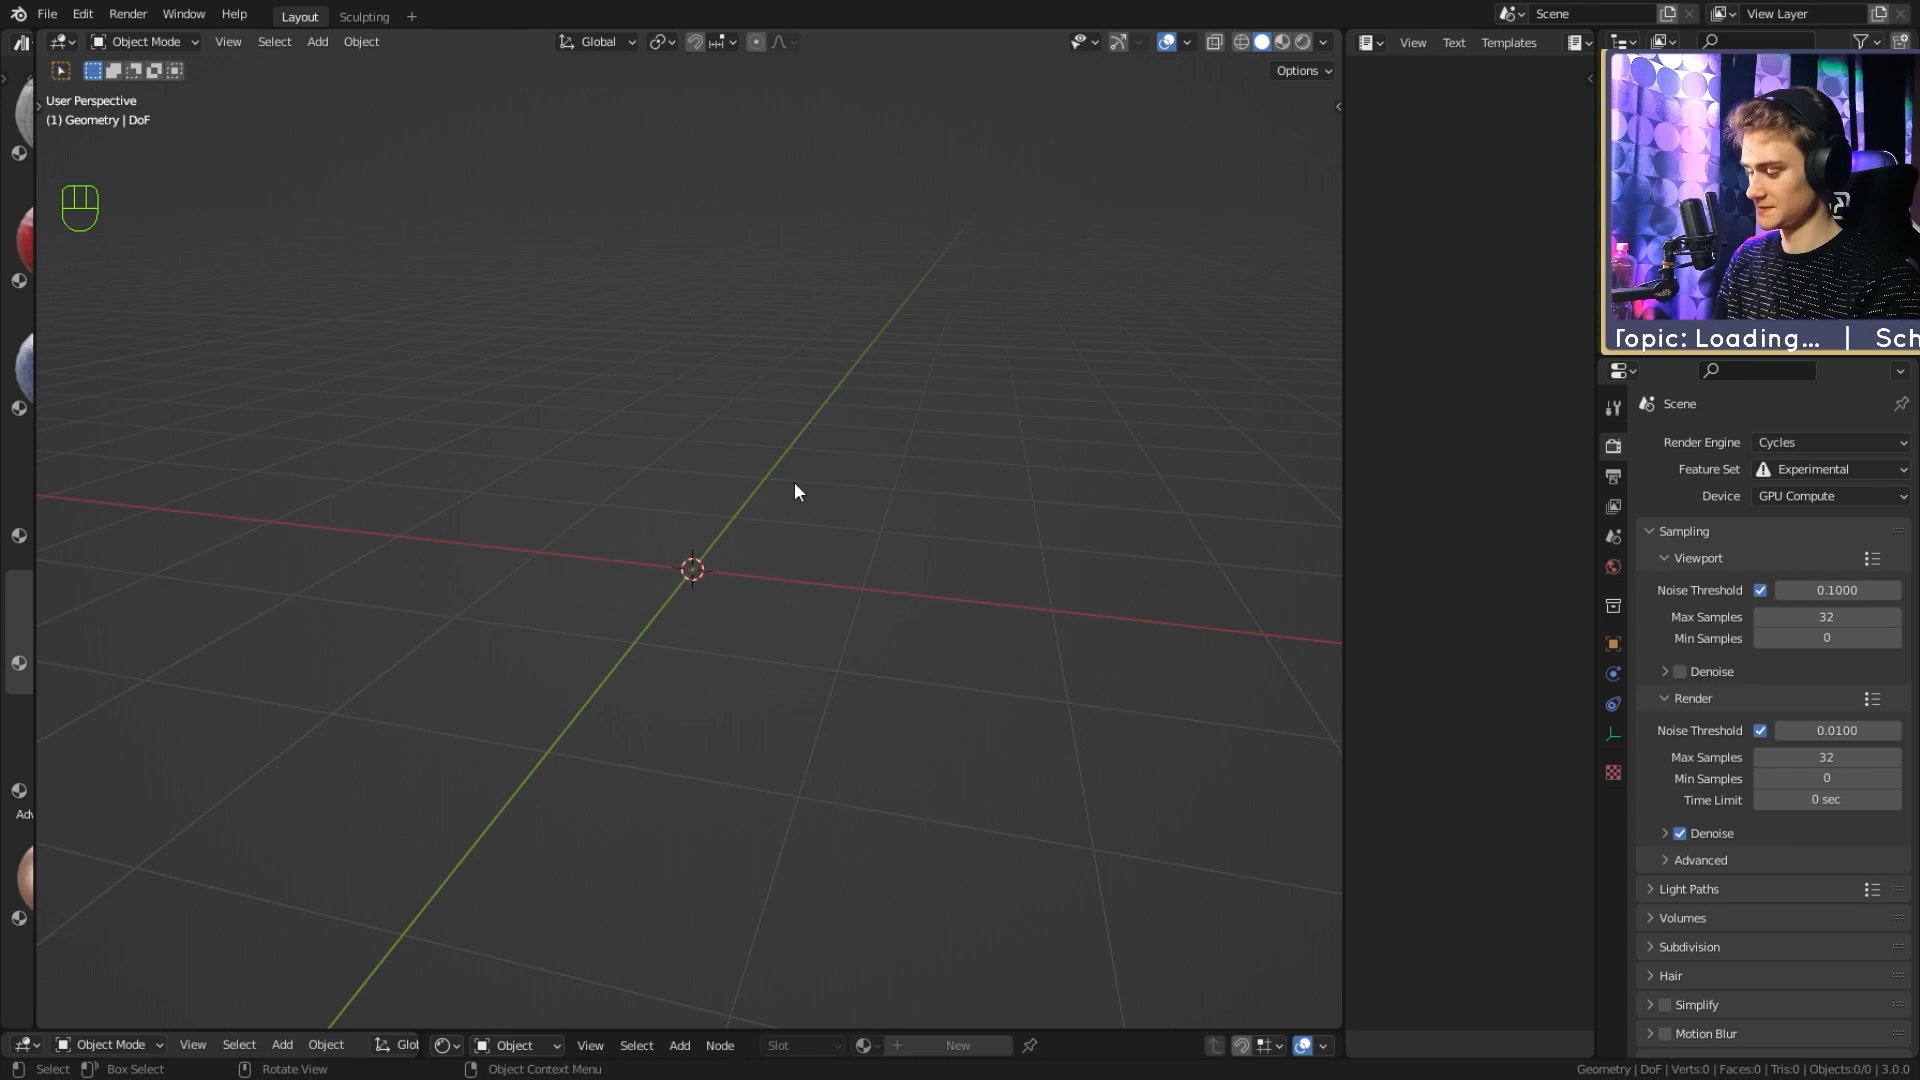 File Edit Render Window Help Layout Sculpting + Scene View Layer
Object Mode View Select Add Object Global View Text Templates
Options
User Perspective
(1) Geometry | DoF
Topic: Loading... | Sch
Scene
Render Engine Cycles
Feature Set Experimental
Device GPU Compute
Sampling
Viewport
Noise Threshold 0.1000
Max Samples 32
Min Samples 0
Denoise
Render
Noise Threshold 0.0100
Max Samples 32
Min Samples 0
Time Limit 0 sec
Adv
Denoise
Advanced
Light Paths
Volumes
Subdivision
Hair
Simplify
Motion Blur
Object Mode View Select Add Object Glol Object View Select Add Node Slot New
Select Box Select Rotate View Object Context Menu Geometry | DoF | Verts:0 | Faces:0 | Tris:0 | Objects:0/0 | 3.0.0